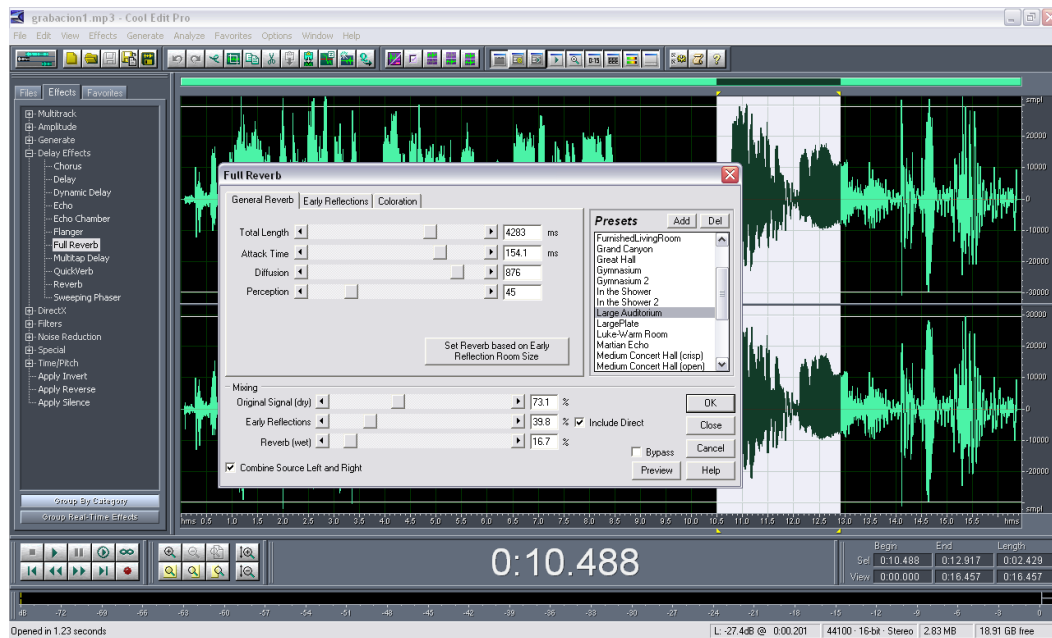 grabacion1.mp3 - Cool Edit Pro
File Edit View Effects Generate Analyze Favorites Options Window Help
Files Effects Favorites
Multitrack
Amplitude
Generate
Delay Effects
Chorus
Delay
Dynamic Delay
Echo
Echo Chamber
Flanger
Full Reverb
Multitap Delay
QuickVerb
Reverb
Sweeping Phaser
DirectX
Filters
Noise Reduction
Special
Time/Pitch
Apply Invert
Apply Reverse
Apply Silence
Group By Category
Group Real-Time Effects
Full Reverb
General Reverb Early Reflections Coloration
Total Length 4283 ms
Attack Time 154.1 ms
Diffusion 876
Perception 45
Set Reverb based on Early
Reflection Room Size
Presets Add Del
FurnishedLivingRoom
Grand Canyon
Great Hall
Gymnasium
Gymnasium 2
In the Shower
In the Shower 2
Large Auditorium
LargePlate
Luke-Warm Room
Martian Echo
Medium Concert Hall (crisp)
Medium Concert Hall (open)
Mixing
Original Signal (dry) 73.1 %
Early Reflections 39.8 % Include Direct
Reverb (wet) 16.7 %
Combine Source Left and Right
Bypass
OK
Close
Cancel
Preview Help
smpl
20000
10000
0
-10000
-20000
-30000
30000
20000
10000
0
-10000
-20000
smpl
hms 0.5 1.0 1.5 2.0 2.5 3.0 3.5 4.0 4.5 5.0 5.5 6.0 6.5 7.0 7.5 8.0 8.5 9.0 9.5 10.0 10.5 11.0 11.5 12.0 12.5 13.0 13.5 14.0 14.5 15.0 15.5 hms
0:10.488
Begin End Length
Sel 0:10.488 0:12.917 0:02.429
View 0:00.000 0:16.457 0:16.457
dB -72 -69 -66 -63 -60 -57 -54 -51 -48 -45 -42 -39 -36 -33 -30 -27 -24 -21 -18 -15 -12 -9 -6 -3 0
Opened in 1.23 seconds
L: -27.4dB @ 0:00.201 44100 · 16-bit · Stereo 2.83 MB 18.91 GB free